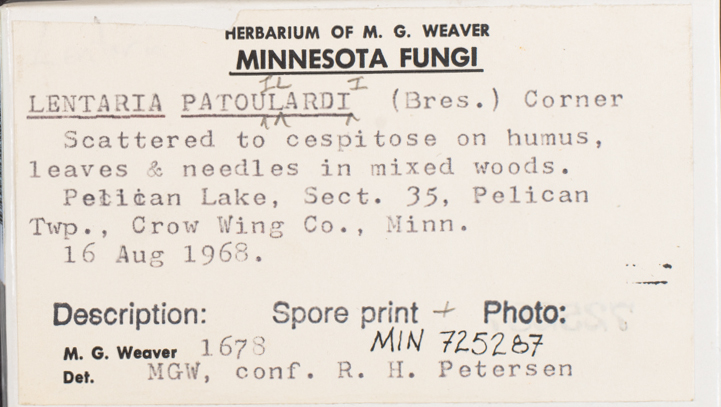 HERBARIUM OF M. G. WEAVER
MINNESOTA FUNGI
IL I
LENTARIA PATOULARDI (Bres.) Corner
Scattered to cespitose on humus,
leaves & needles in mixed woods.
Pelican Lake, Sect. 35, Pelican
Twp., Crow Wing Co., Minn.
16 Aug 1968.
Description: Spore print + Photo:
M. G. Weaver 1678 MIN 725287
Det. MGW, conf. R. H. Petersen